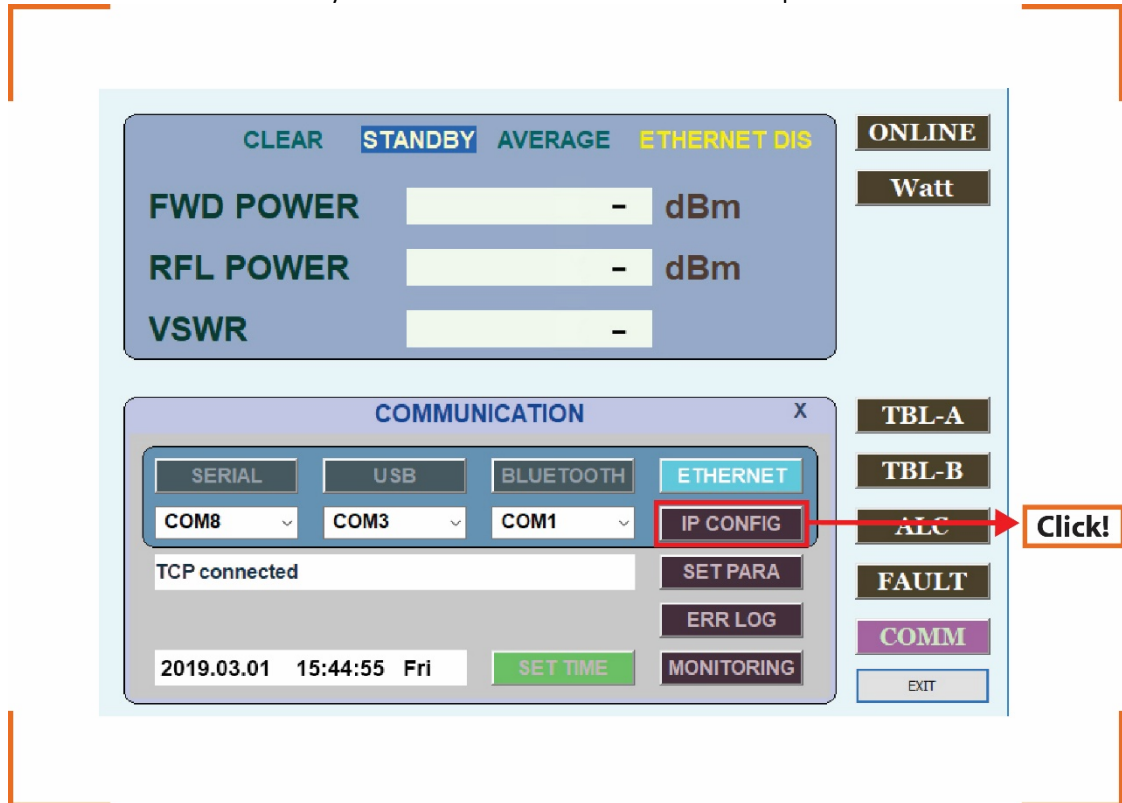 CLEAR STANDBY AVERAGE ETHERNET DIS
ONLINE
Watt
FWD POWER - dBm
RFL POWER - dBm
VSWR -
COMMUNICATION X
SERIAL USB BLUETOOTH ETHERNET
COM8 COM3 COM1 IP CONFIG
TCP connected SET PARA
ERR LOG
2019.03.01 15:44:55 Fri SET TIME MONITORING
TBL-A
TBL-B
ALC
Click!
FAULT
COMM
EXIT